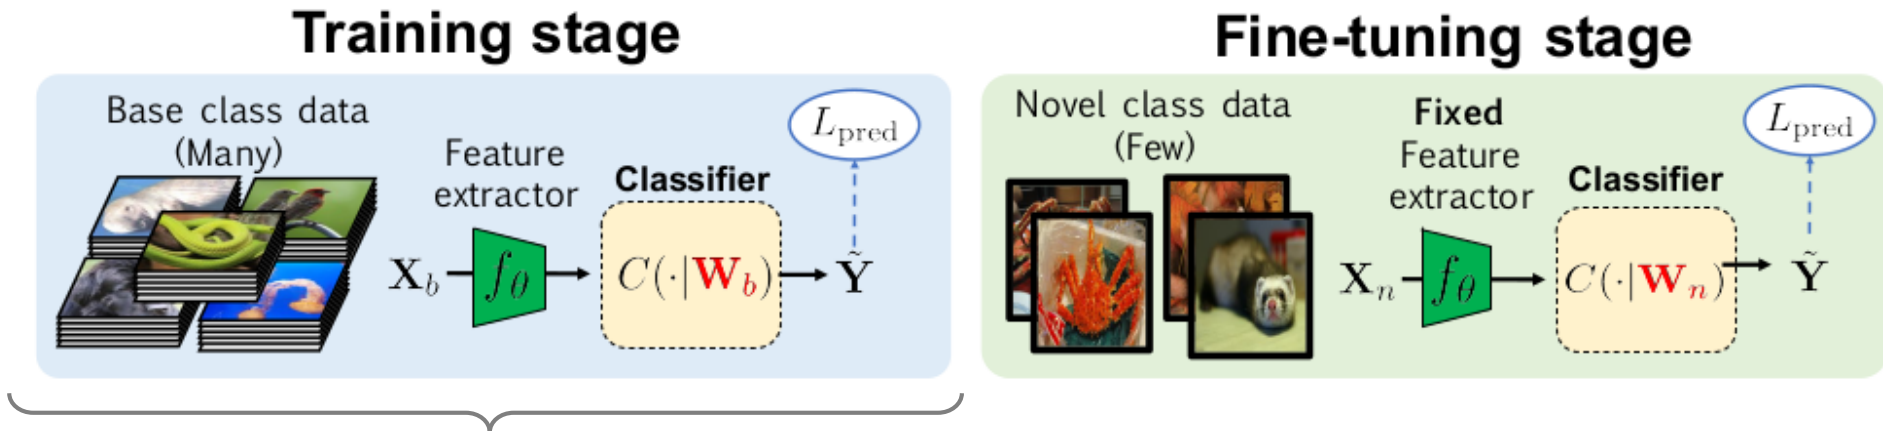 Training stage
Base class data
(Many)
Feature
extractor
Classifier
L_pred
X_b
f_θ
C(·|W_b)
Ỹ
Fine-tuning stage
Novel class data
(Few)
Fixed
Feature
extractor
Classifier
L_pred
X_n
f_θ
C(·|W_n)
Ỹ